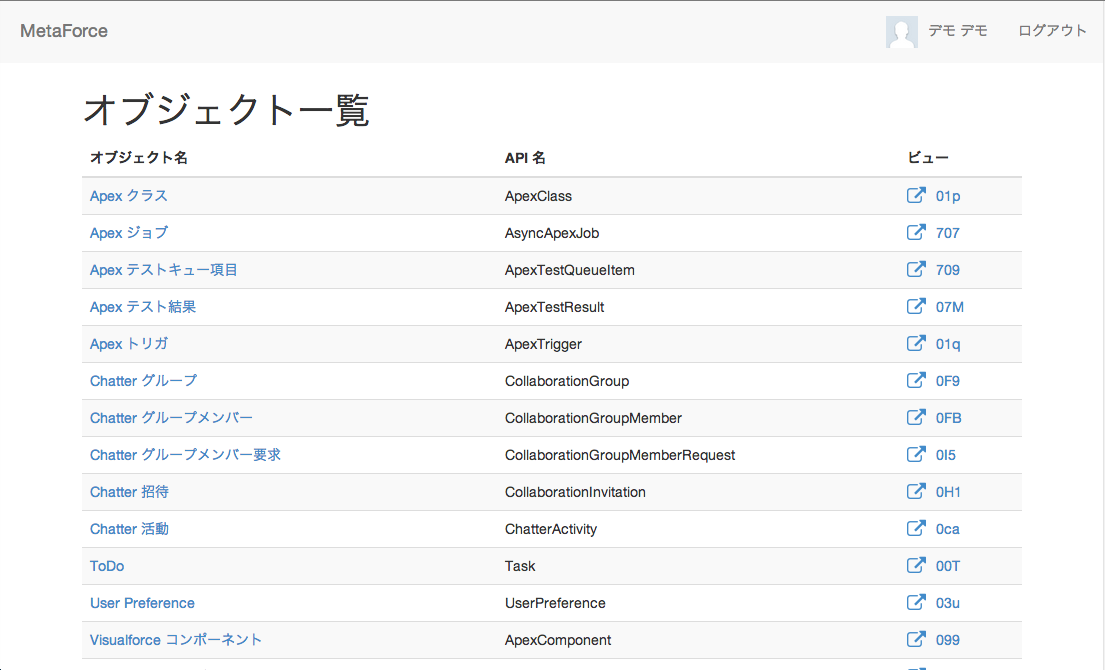 MetaForce デモ デモ ログアウト
オブジェクト一覧
オブジェクト名 API 名 ビュー
Apex クラス ApexClass 01p
Apex ジョブ AsyncApexJob 707
Apex テストキュー項目 ApexTestQueueItem 709
Apex テスト結果 ApexTestResult 07M
Apex トリガ ApexTrigger 01q
Chatter グループ CollaborationGroup 0F9
Chatter グループメンバー CollaborationGroupMember 0FB
Chatter グループメンバー要求 CollaborationGroupMemberRequest 0I5
Chatter 招待 CollaborationInvitation 0H1
Chatter 活動 ChatterActivity 0ca
ToDo Task 00T
User Preference UserPreference 03u
Visualforce コンポーネント ApexComponent 099